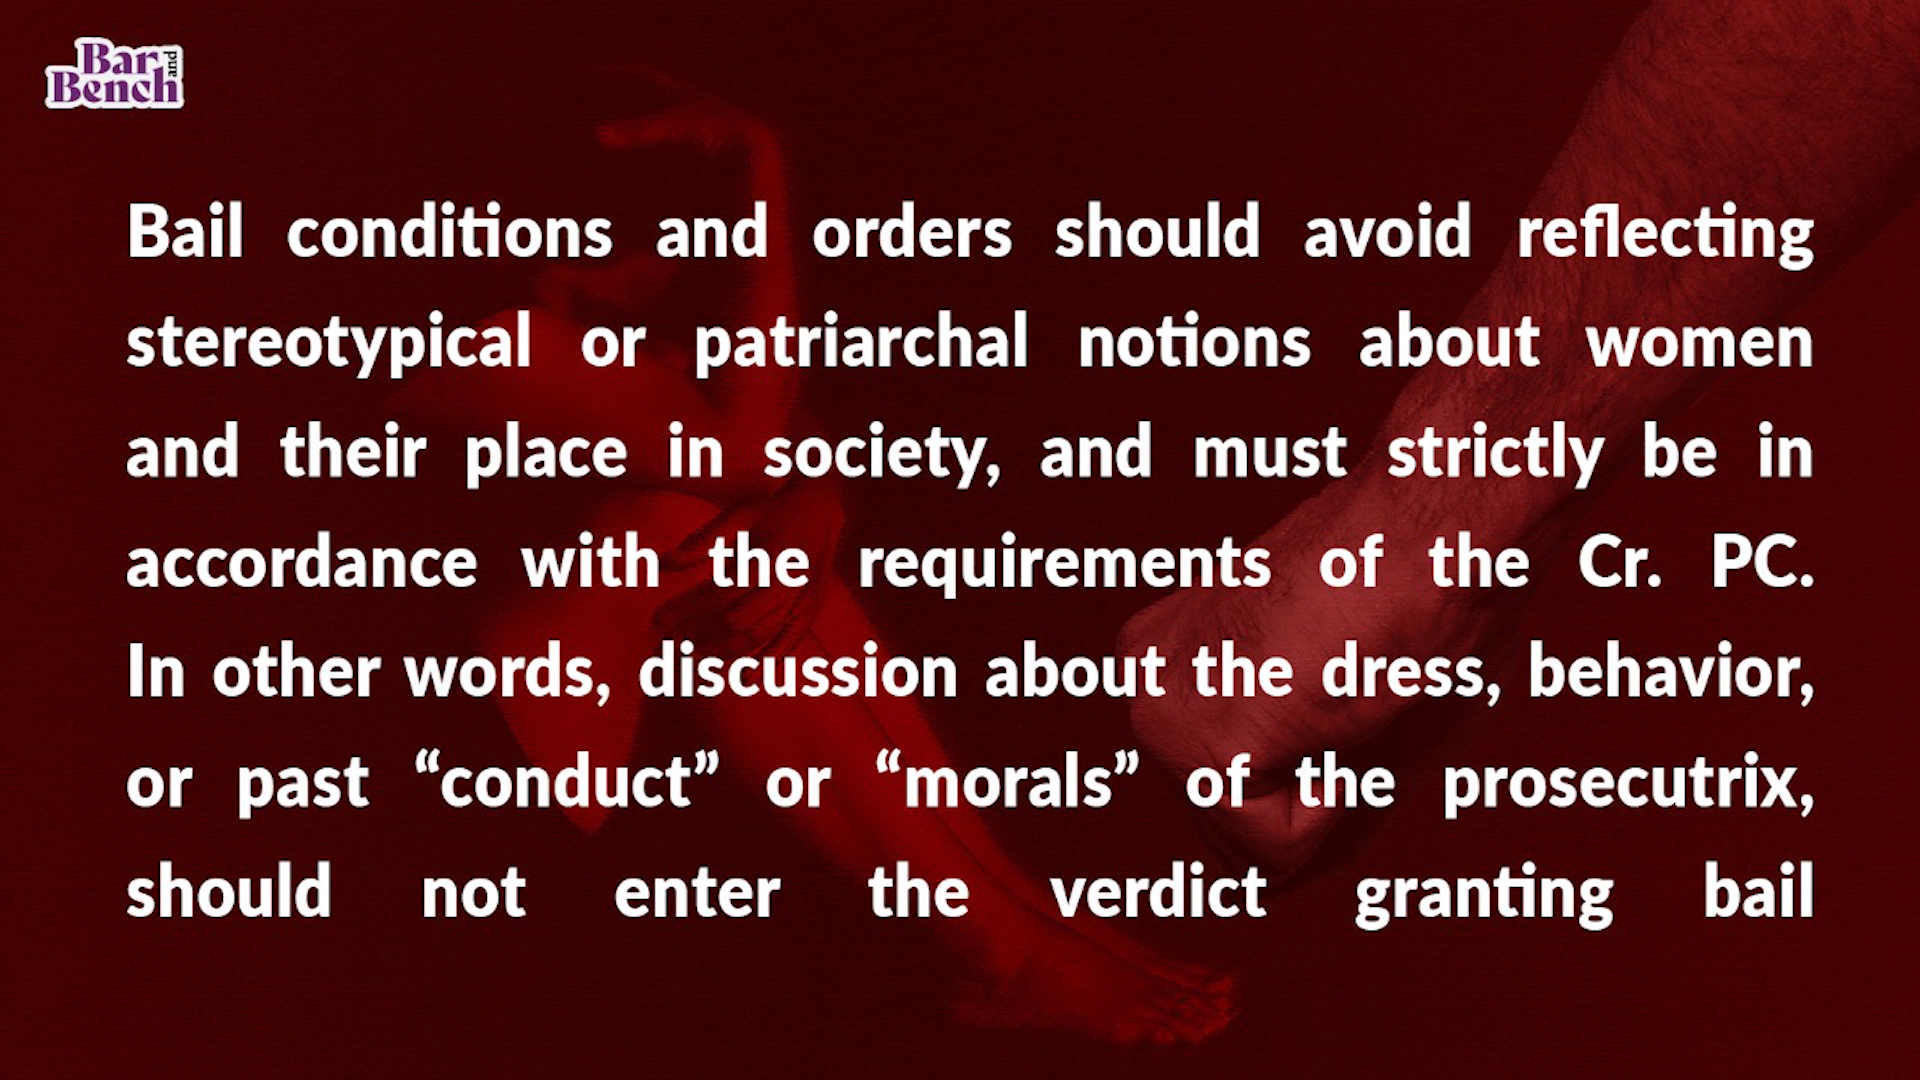 Bar and
Bench
Bail conditions and orders should avoid reflecting
stereotypical or patriarchal notions about women
and their place in society, and must strictly be in
accordance with the requirements of the Cr. PC.
In other words, discussion about the dress, behavior,
or past “conduct” or “morals” of the prosecutrix,
should not enter the verdict granting bail